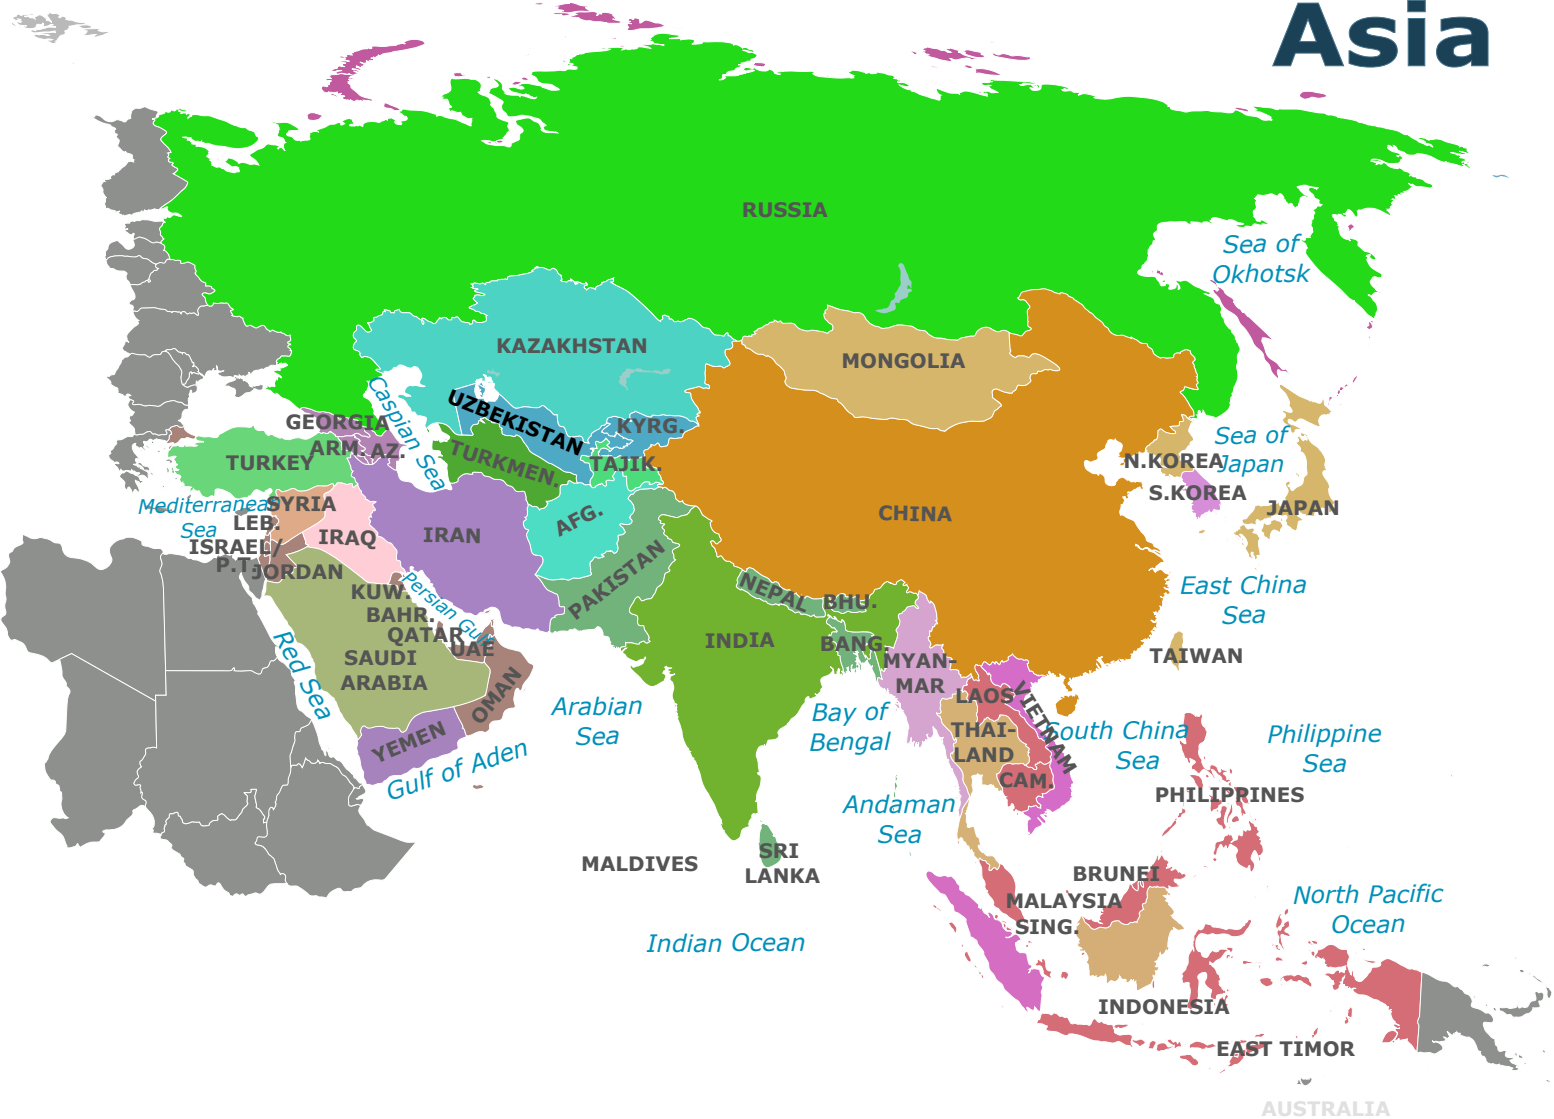 Asia
RUSSIA
Sea of
Okhotsk
KAZAKHSTAN
MONGOLIA
Caspian Sea
UZBEKISTAN
GEORGIA
KYRG.
ARM.
AZ.
TURKEY
TURKMEN.
TAJIK.
Sea of
Japan
N.KOREA
S.KOREA
JAPAN
Mediterranean
Sea
SYRIA
LEB.
IRAQ
IRAN
AFG.
CHINA
ISRAEL/
P.T.
JORDAN
KUW.
BAHR.
QATAR
UAE
Persian Gulf
PAKISTAN
NEPAL
BHU.
East China
Sea
INDIA
BANG.
MYAN-
MAR
TAIWAN
SAUDI
ARABIA
Red Sea
OMAN
YEMEN
Gulf of Aden
Arabian
Sea
Bay of
Bengal
LAOS
VIETNAM
THAI-
LAND
CAM.
South China
Sea
Philippine
Sea
PHILIPPINES
Andaman
Sea
MALDIVES
SRI
LANKA
BRUNEI
MALAYSIA
SING.
North Pacific
Ocean
Indian Ocean
INDONESIA
EAST TIMOR
AUSTRALIA